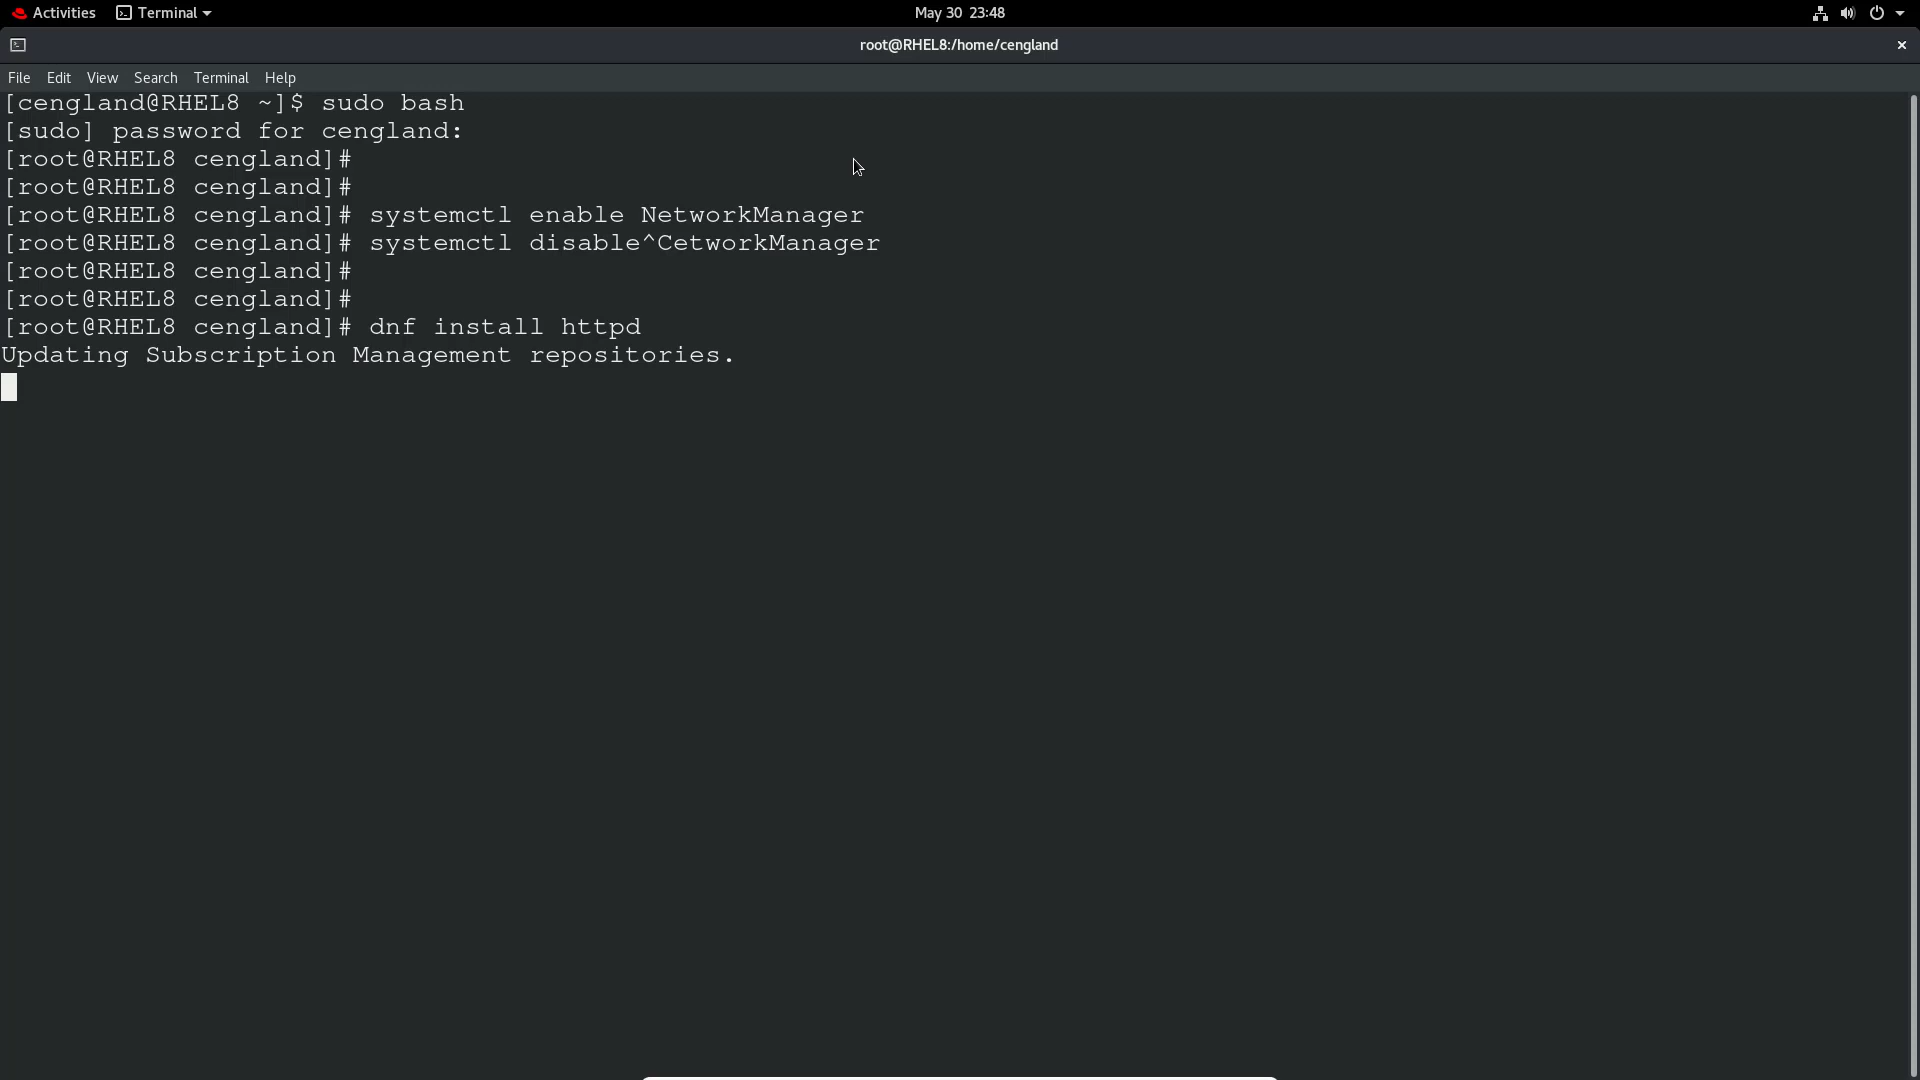 Activities Terminal May 30 23:48
root@RHEL8:/home/cengland
File Edit View Search Terminal Help
[cengland@RHEL8 ~]$ sudo bash
[sudo] password for cengland:
[root@RHEL8 cengland]#
[root@RHEL8 cengland]#
[root@RHEL8 cengland]# systemctl enable NetworkManager
[root@RHEL8 cengland]# systemctl disable^CetworkManager
[root@RHEL8 cengland]#
[root@RHEL8 cengland]#
[root@RHEL8 cengland]# dnf install httpd
Updating Subscription Management repositories.